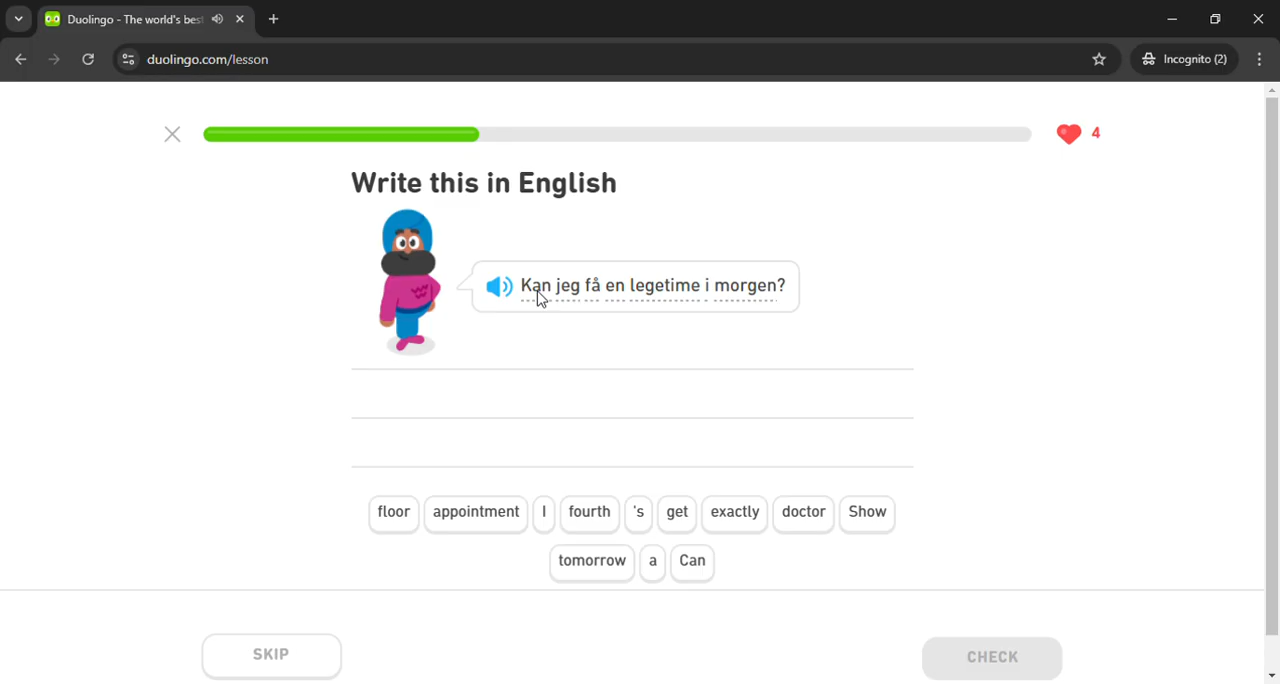 Duolingo - The world's bes
duolingo.com/lesson
Incognito (2)
4
Write this in English
Kan jeg få en legetime i morgen?
floor appointment I fourth 's get exactly doctor Show
tomorrow a Can
SKIP CHECK